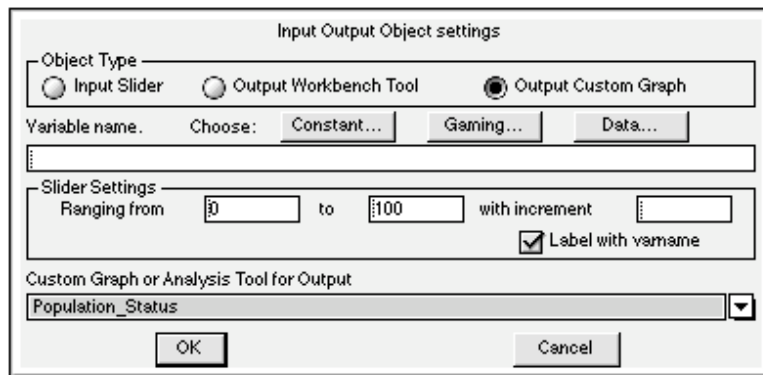 Input Output Object settings
Object Type
Input Slider Output Workbench Tool Output Custom Graph
Variable name. Choose: Constant... Gaming... Data...
Slider Settings
Ranging from 0 to 100 with increment
Label with varname
Custom Graph or Analysis Tool for Output
Population_Status
OK Cancel